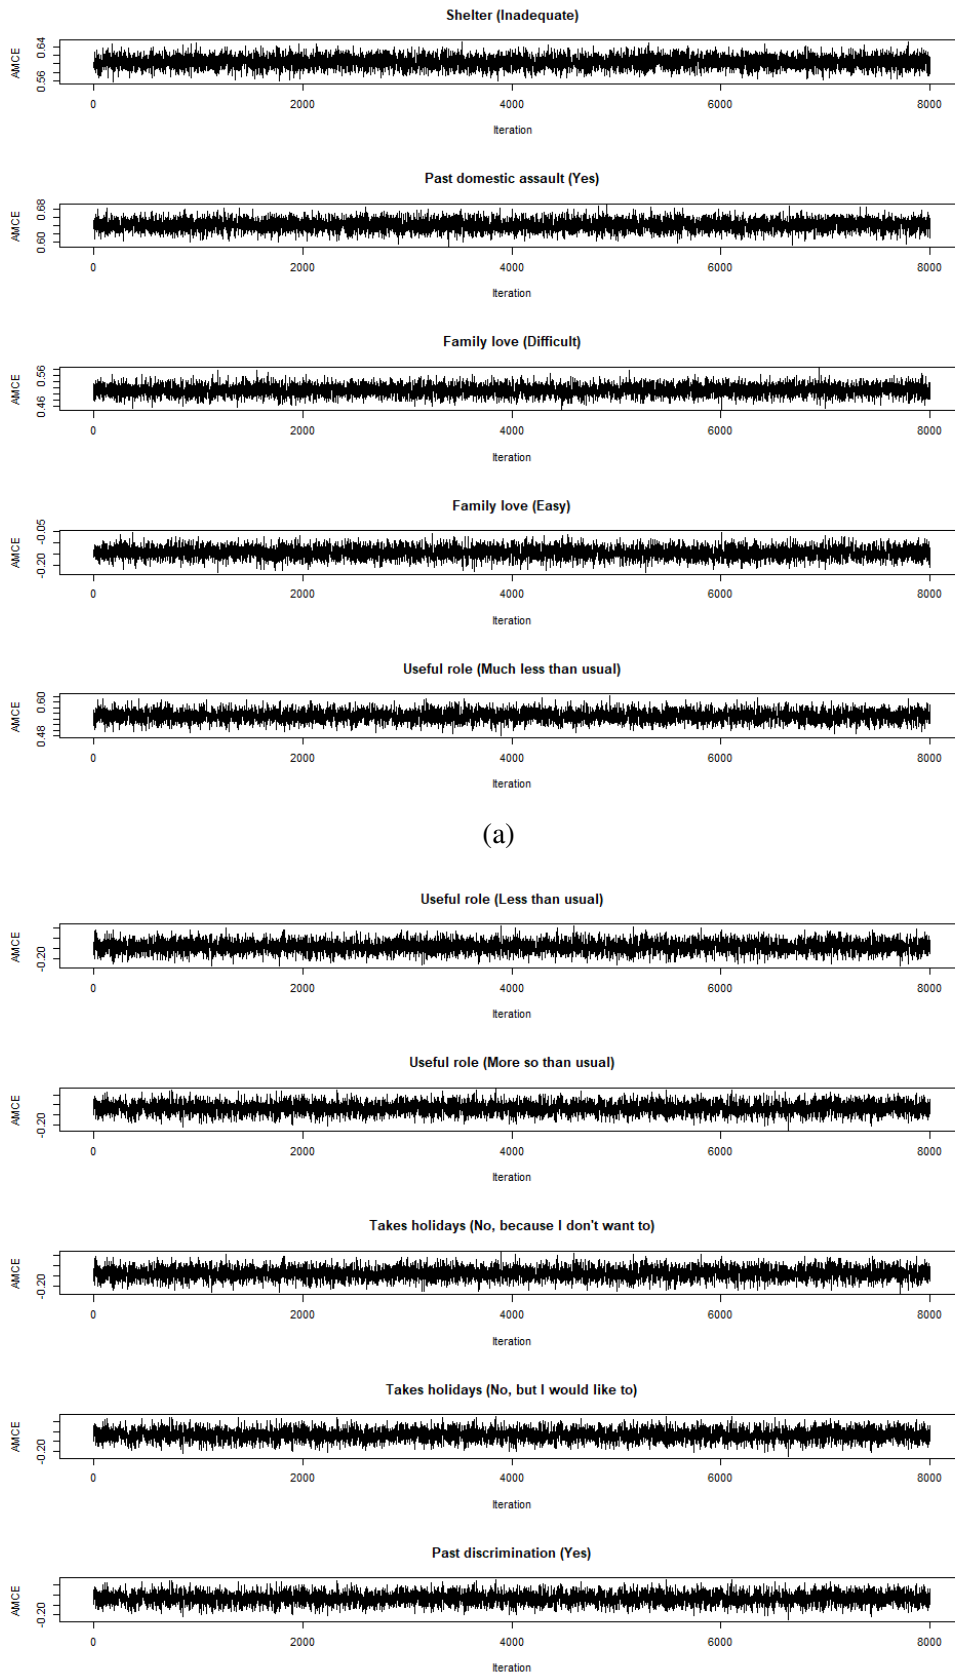 Shelter (Inadequate)
AMCE
0.56 0.64
0 2000 4000 6000 8000
Iteration
Past domestic assault (Yes)
AMCE
0.60 0.68
0 2000 4000 6000 8000
Iteration
Family love (Difficult)
AMCE
0.46 0.56
0 2000 4000 6000 8000
Iteration
Family love (Easy)
AMCE
-0.20 -0.05
0 2000 4000 6000 8000
Iteration
Useful role (Much less than usual)
AMCE
0.48 0.60
0 2000 4000 6000 8000
Iteration
(a)
Useful role (Less than usual)
AMCE
-0.20
0 2000 4000 6000 8000
Iteration
Useful role (More so than usual)
AMCE
-0.20
0 2000 4000 6000 8000
Iteration
Takes holidays (No, because I don't want to)
AMCE
-0.20
0 2000 4000 6000 8000
Iteration
Takes holidays (No, but I would like to)
AMCE
-0.20
0 2000 4000 6000 8000
Iteration
Past discrimination (Yes)
AMCE
-0.20
0 2000 4000 6000 8000
Iteration